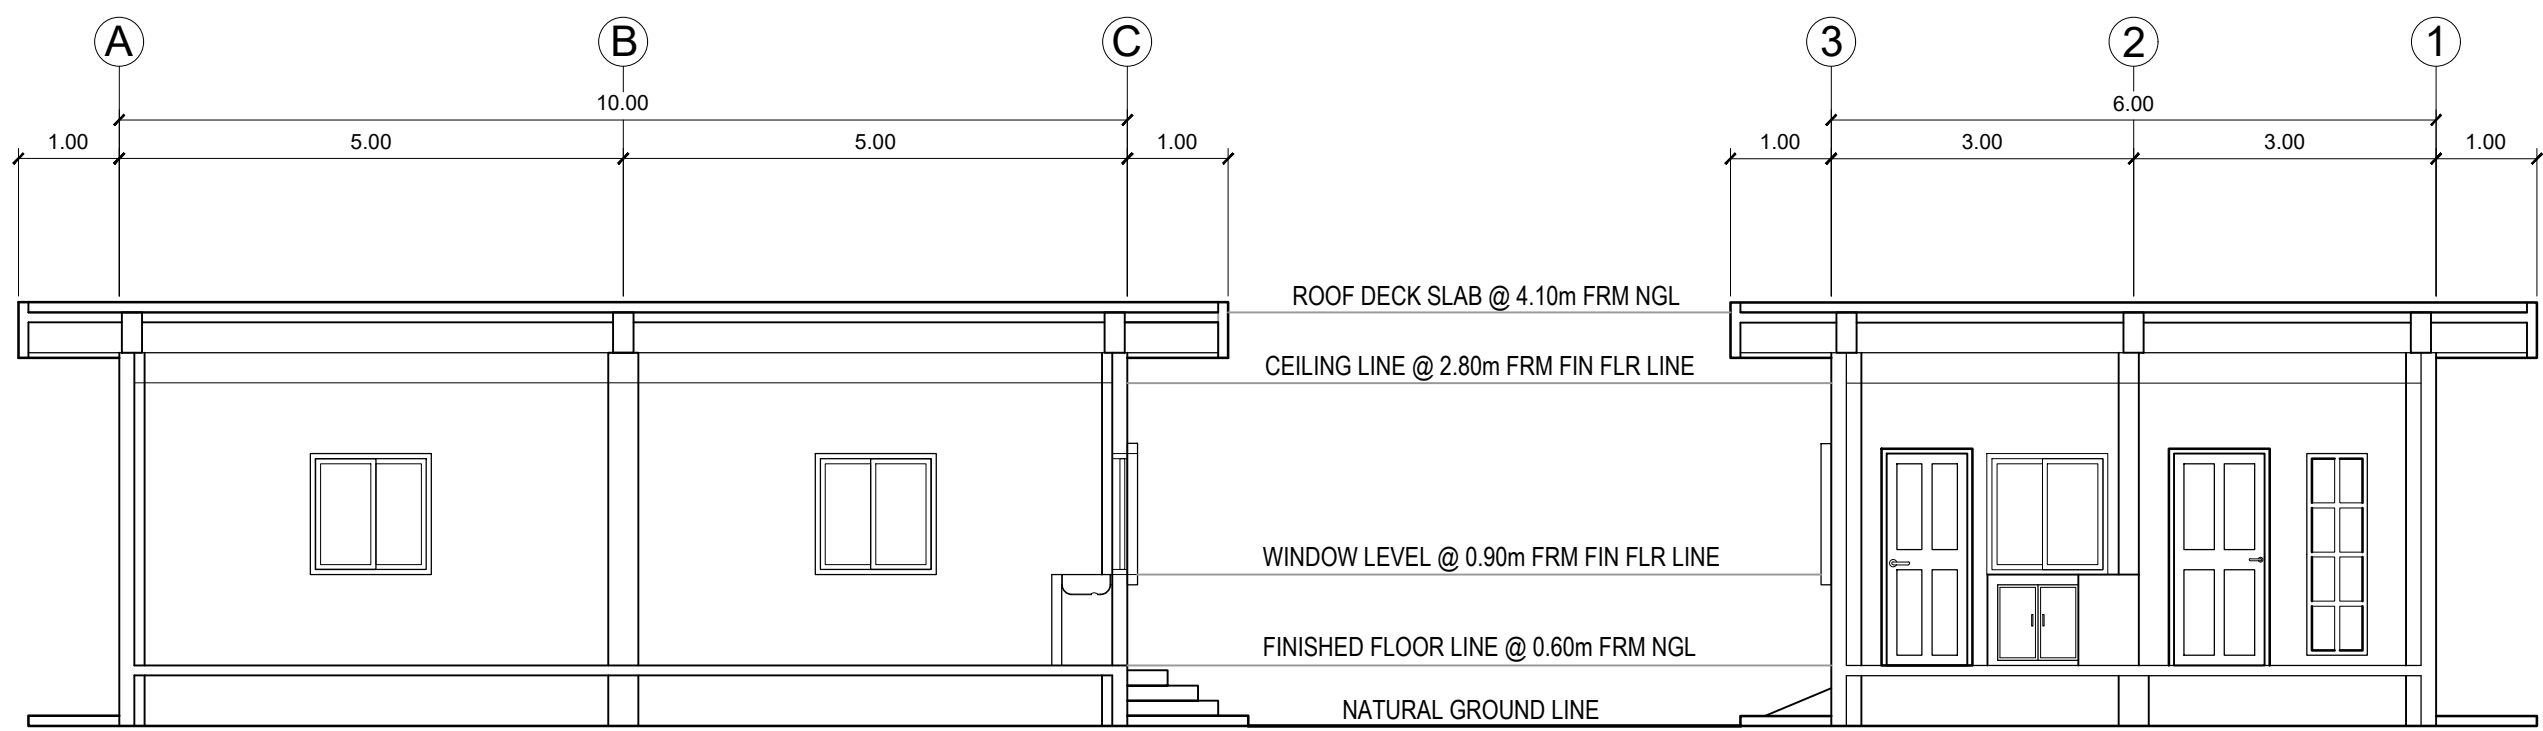 A B C 3 2 1
10.00 6.00
1.00 5.00 5.00 1.00 1.00 3.00 3.00 1.00
ROOF DECK SLAB @ 4.10m FRM NGL
CEILING LINE @ 2.80m FRM FIN FLR LINE
WINDOW LEVEL @ 0.90m FRM FIN FLR LINE
FINISHED FLOOR LINE @ 0.60m FRM NGL
NATURAL GROUND LINE